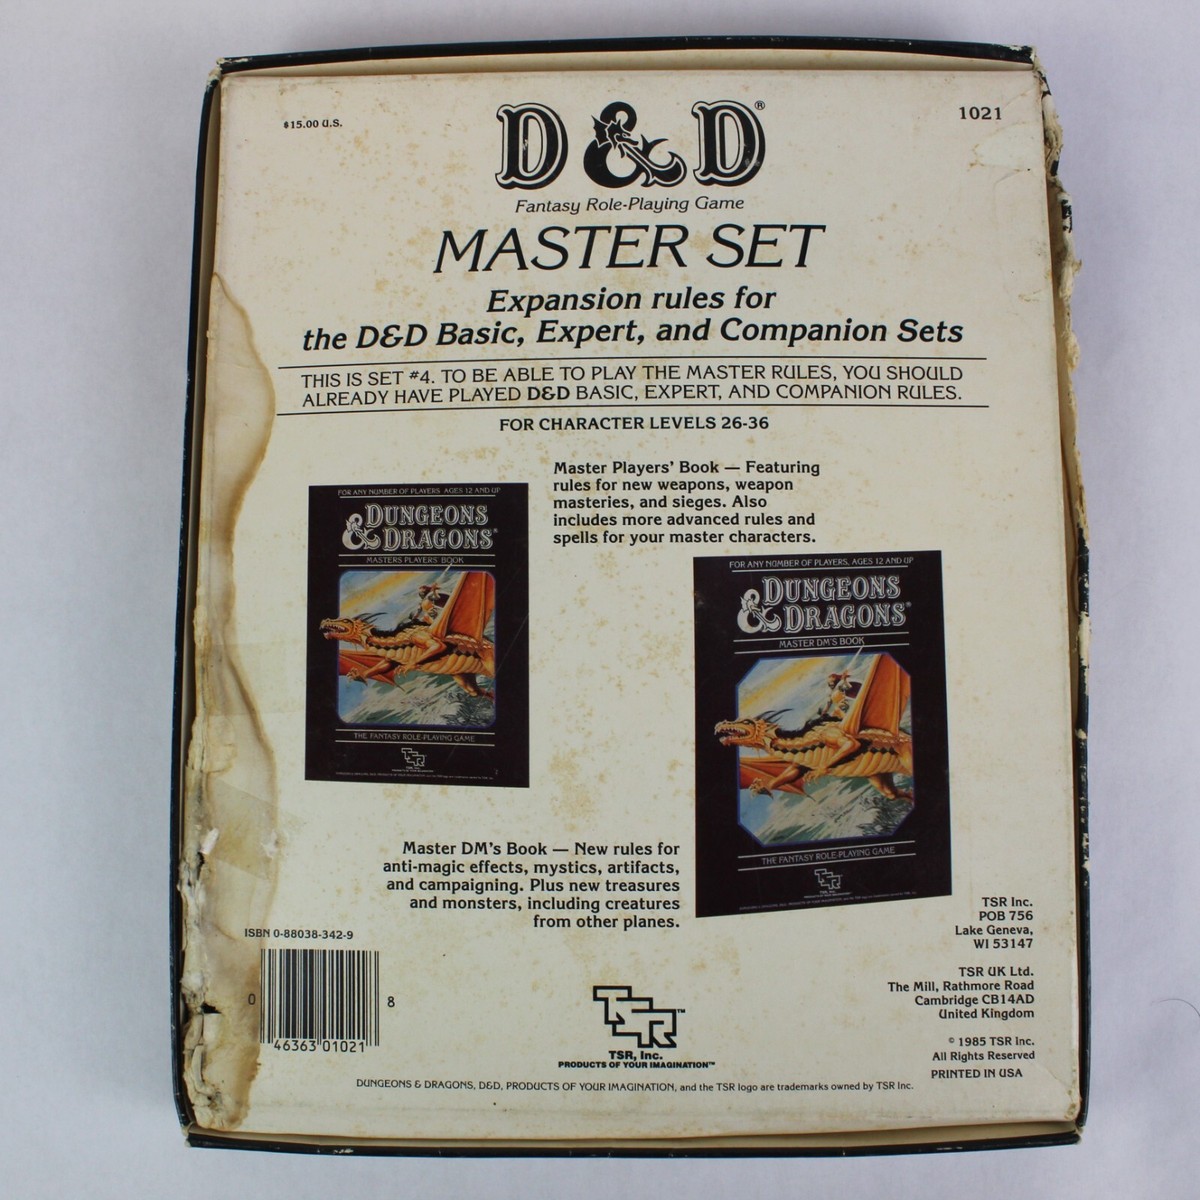 $15.00 U.S.
1021
D&D®
Fantasy Role-Playing Game
MASTER SET
Expansion rules for
the D&D Basic, Expert, and Companion Sets
THIS IS SET #4. TO BE ABLE TO PLAY THE MASTER RULES, YOU SHOULD
ALREADY HAVE PLAYED D&D BASIC, EXPERT, AND COMPANION RULES.
FOR CHARACTER LEVELS 26-36
Master Players' Book — Featuring
rules for new weapons, weapon
masteries, and sieges. Also
includes more advanced rules and
spells for your master characters.
FOR ANY NUMBER OF PLAYERS AGES 12 AND UP
DUNGEONS
& DRAGONS®
MASTERS PLAYERS' BOOK
THE FANTASY ROLE-PLAYING GAME
TSR, Inc.
FOR ANY NUMBER OF PLAYERS, AGES 12 AND UP
DUNGEONS
& DRAGONS®
MASTER DM'S BOOK
THE FANTASY ROLE-PLAYING GAME
TSR, Inc.
Master DM's Book — New rules for
anti-magic effects, mystics, artifacts,
and campaigning. Plus new treasures
and monsters, including creatures
from other planes.
ISBN 0-88038-342-9
0 46363 01021 8
TSR™
TSR, Inc.
PRODUCTS OF YOUR IMAGINATION™
TSR Inc.
POB 756
Lake Geneva,
WI 53147
TSR UK Ltd.
The Mill, Rathmore Road
Cambridge CB14AD
United Kingdom
© 1985 TSR Inc.
All Rights Reserved
PRINTED IN USA
DUNGEONS & DRAGONS, D&D, PRODUCTS OF YOUR IMAGINATION, and the TSR logo are trademarks owned by TSR Inc.